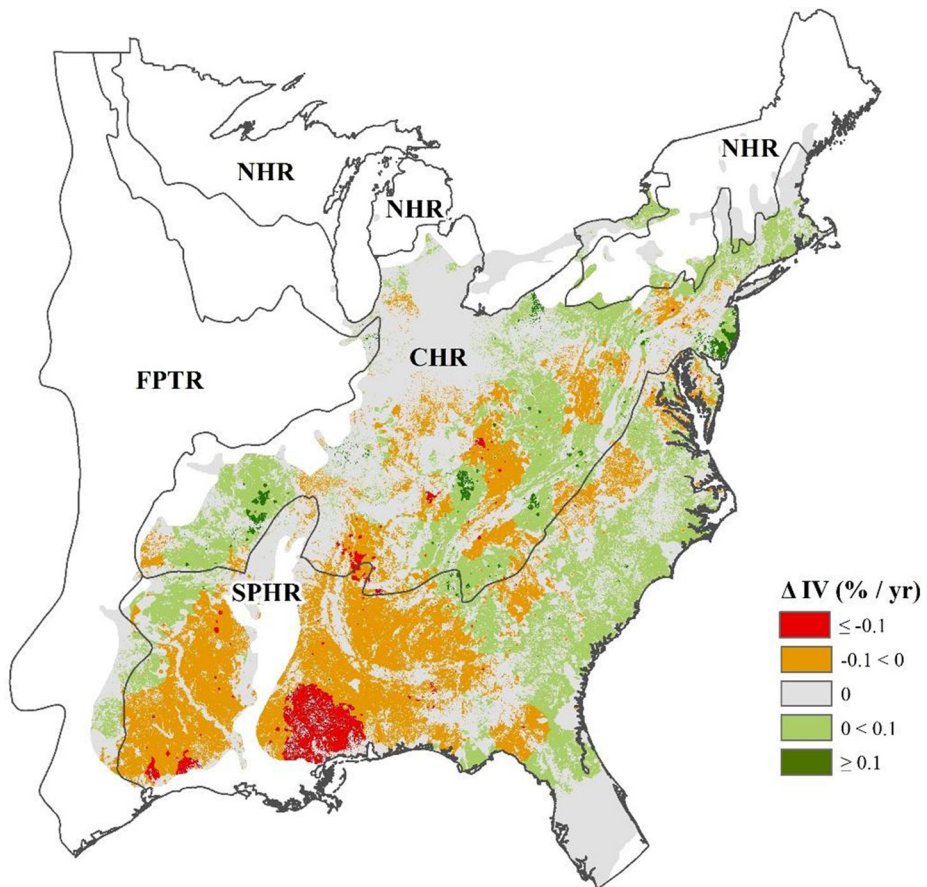 NHR
NHR
NHR
CHR
FPTR
SPHR
Δ IV (% / yr)
≤ -0.1
-0.1 < 0
0
0 < 0.1
≥ 0.1